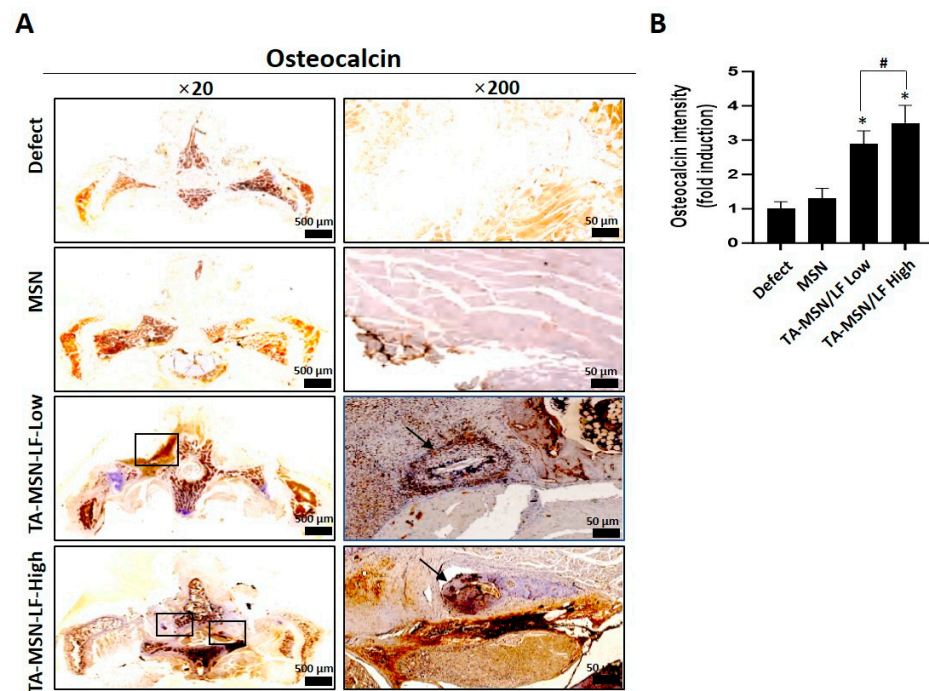 A
Osteocalcin
×20
×200
Defect
500 µm
50 µm
MSN
500 µm
50 µm
TA-MSN-LF-Low
500 µm
50 µm
TA-MSN-LF-High
500 µm
50 µm
B
Osteocalcin intensity
(fold induction)
5
4
3
2
1
0
*
#
*
Defect
MSN
TA-MSN/LF Low
TA-MSN/LF High